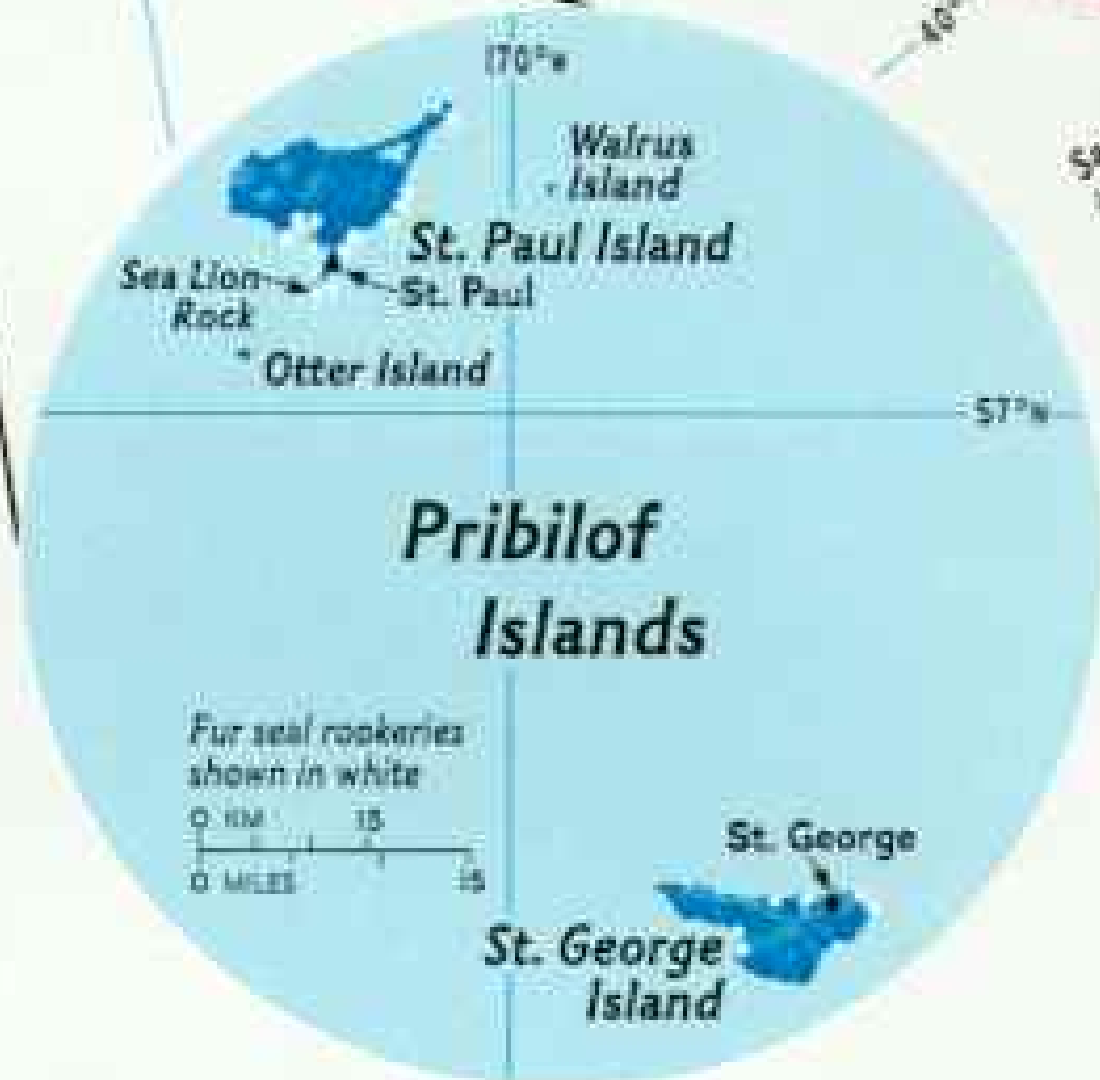 170°W
40°
Walrus
Island
St. Paul Island
Sea Lion
Rock
St. Paul
Otter Island
57°N
Pribilof
Islands
Fur seal rookeries
shown in white
0 KM 15
0 MILES 15
St. George
St. George
Island